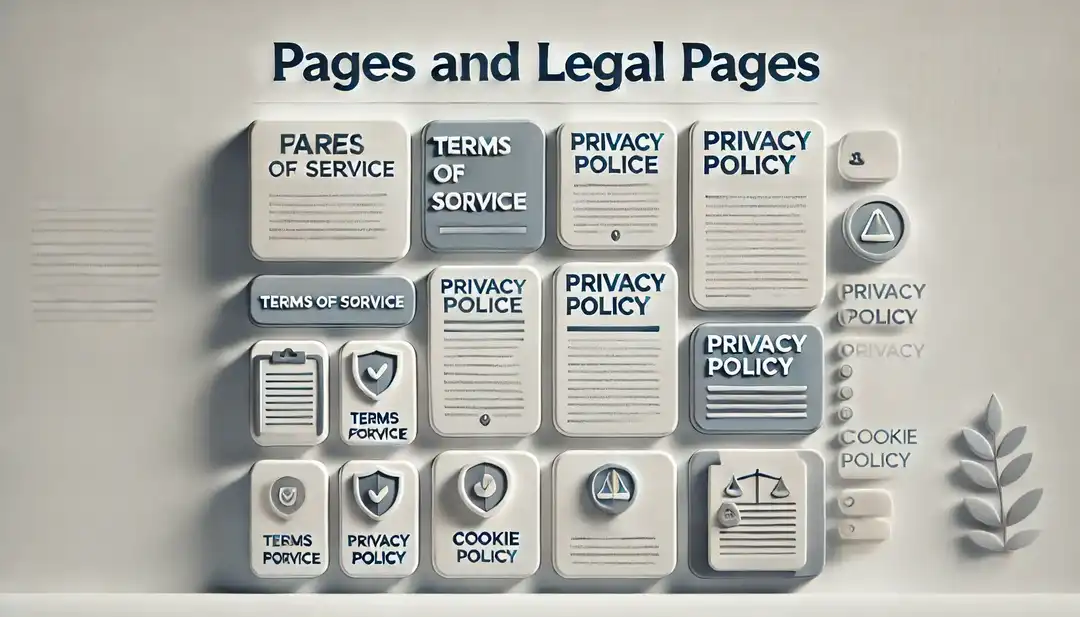 Pages and Legal Pages
PARES
OF SERVICE
TERMS
OF
SORVICE
PRIVACY
POLICE
PRIVACY
POLICY
TERMS OF SORVICE
PRIVACY
POLICE
PRIVACY
POLICY
PRIVACY
POLICY
PRIVACY
POLICY
PRIVACY
TERMS
PORVICE
COOKIE
POLICY
TERMS
PORVICE
PRIVACY
POLICY
COOKIE
POLICY